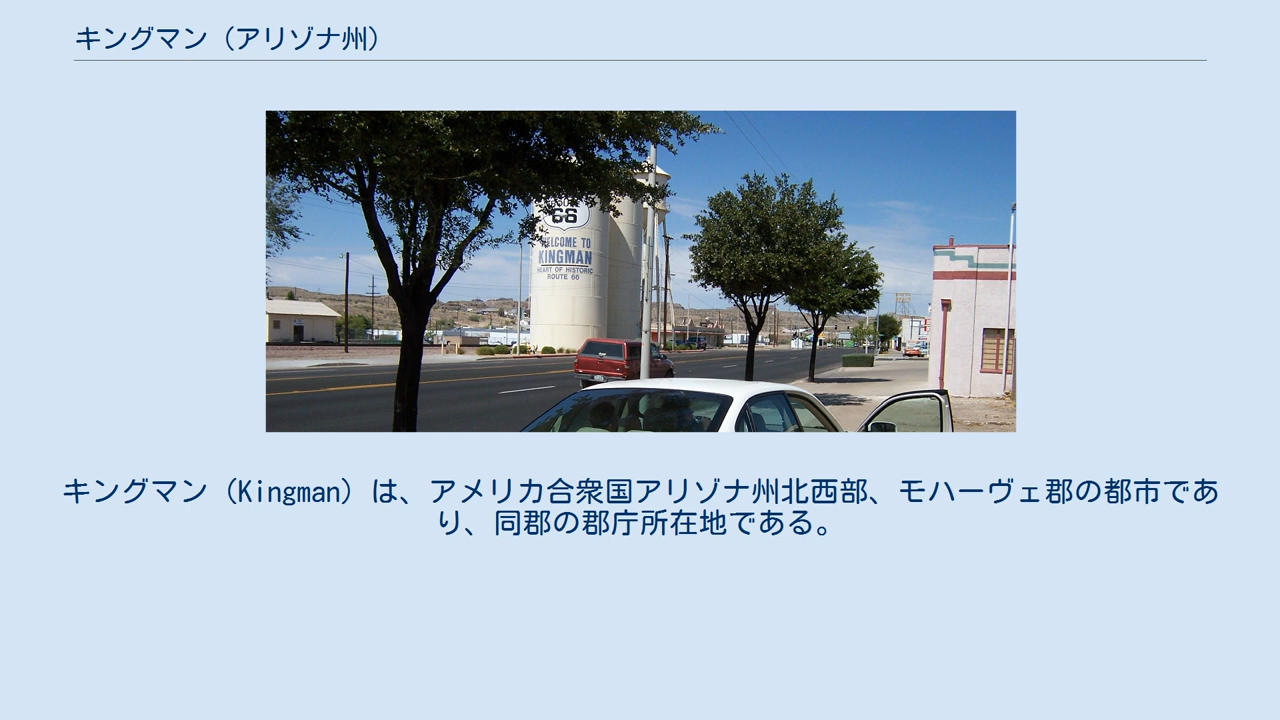 キングマン（アリゾナ州）
66
WELCOME TO
KINGMAN
HEART OF HISTORIC
ROUTE 66
キングマン（Kingman）は、アメリカ合衆国アリゾナ州北西部、モハーヴェ郡の都市であ
り、同郡の郡庁所在地である。